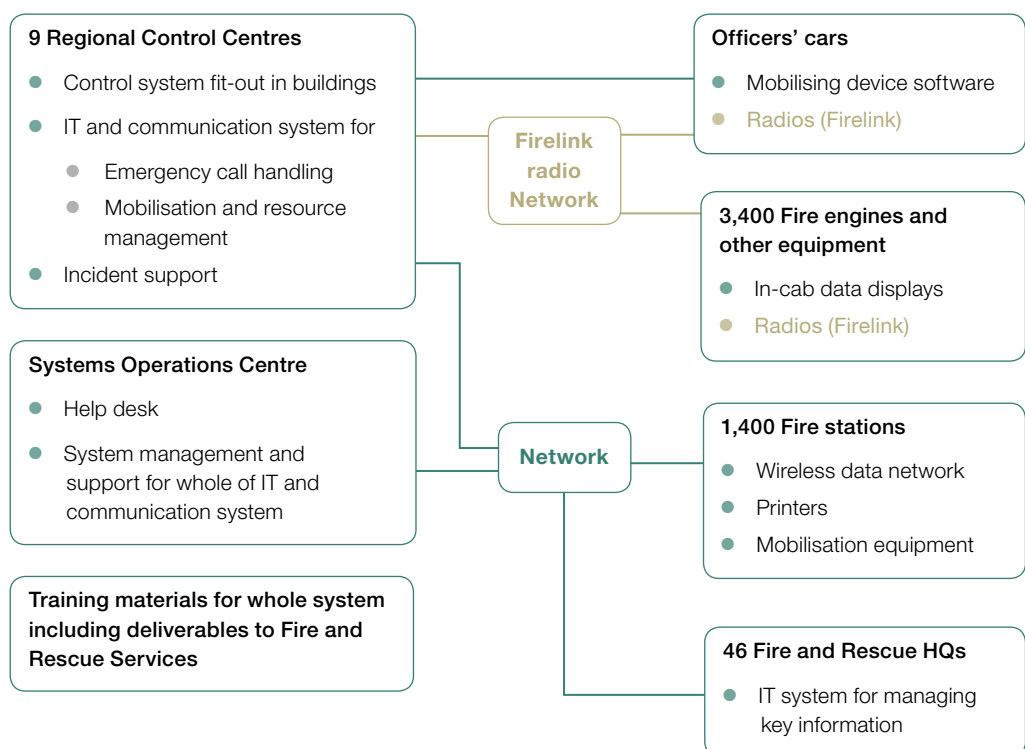 9 Regional Control Centres
Control system fit-out in buildings
IT and communication system for
Emergency call handling
Mobilisation and resource
management
Incident support
Systems Operations Centre
Help desk
System management and
support for whole of IT and
communication system
Training materials for whole system
including deliverables to Fire and
Rescue Services
Firelink
radio
Network
Network
Officers’ cars
Mobilising device software
Radios (Firelink)
3,400 Fire engines and
other equipment
In-cab data displays
Radios (Firelink)
1,400 Fire stations
Wireless data network
Printers
Mobilisation equipment
46 Fire and Rescue HQs
IT system for managing
key information